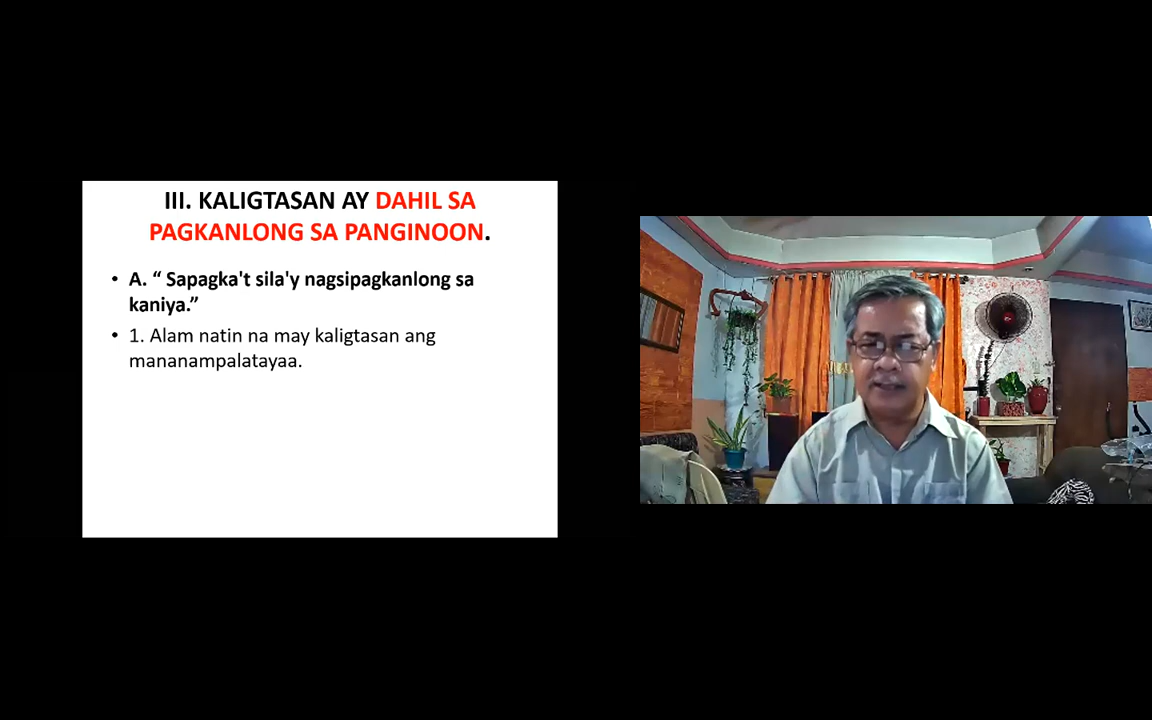 III. KALIGTASAN AY DAHIL SA
PAGKANLONG SA PANGINOON.
• A. “ Sapagka't sila'y nagsipagkanlong sa
kaniya.”
• 1. Alam natin na may kaligtasan ang
mananampalatayaa.